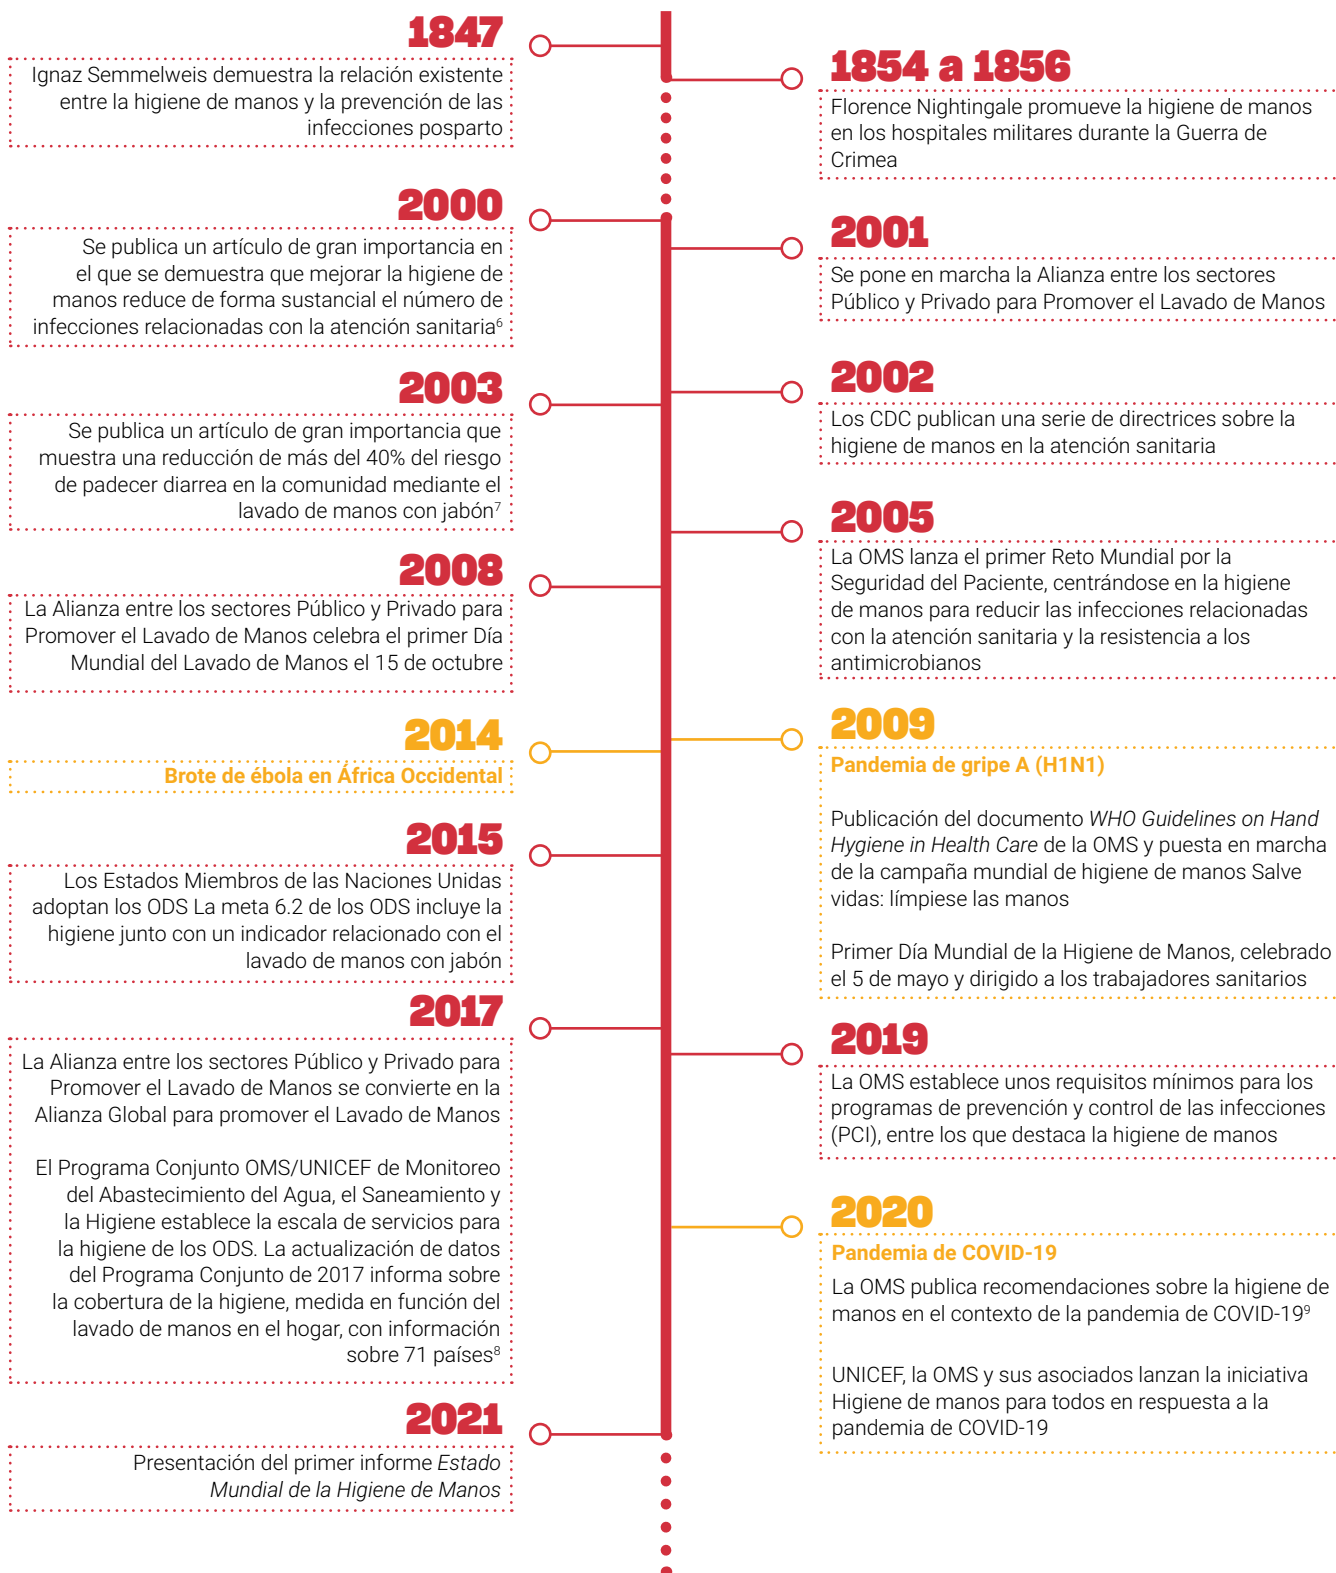 1847
Ignaz Semmelweis demuestra la relación existente
entre la higiene de manos y la prevención de las
infecciones posparto
1854 a 1856
Florence Nightingale promueve la higiene de manos
en los hospitales militares durante la Guerra de
Crimea
2000
Se publica un artículo de gran importancia en
el que se demuestra que mejorar la higiene de
manos reduce de forma sustancial el número de
infecciones relacionadas con la atención sanitaria⁶
2001
Se pone en marcha la Alianza entre los sectores
Público y Privado para Promover el Lavado de Manos
2002
Los CDC publican una serie de directrices sobre la
higiene de manos en la atención sanitaria
2003
Se publica un artículo de gran importancia que
muestra una reducción de más del 40% del riesgo
de padecer diarrea en la comunidad mediante el
lavado de manos con jabón⁷
2005
La OMS lanza el primer Reto Mundial por la
Seguridad del Paciente, centrándose en la higiene
de manos para reducir las infecciones relacionadas
con la atención sanitaria y la resistencia a los
antimicrobianos
2008
La Alianza entre los sectores Público y Privado para
Promover el Lavado de Manos celebra el primer Día
Mundial del Lavado de Manos el 15 de octubre
2009
Pandemia de gripe A (H1N1)
Publicación del documento WHO Guidelines on Hand
Hygiene in Health Care de la OMS y puesta en marcha
de la campaña mundial de higiene de manos Salve
vidas: límpiese las manos
Primer Día Mundial de la Higiene de Manos, celebrado
el 5 de mayo y dirigido a los trabajadores sanitarios
2014
Brote de ébola en África Occidental
2015
Los Estados Miembros de las Naciones Unidas
adoptan los ODS La meta 6.2 de los ODS incluye la
higiene junto con un indicador relacionado con el
lavado de manos con jabón
2017
La Alianza entre los sectores Público y Privado para
Promover el Lavado de Manos se convierte en la
Alianza Global para promover el Lavado de Manos
El Programa Conjunto OMS/UNICEF de Monitoreo
del Abastecimiento del Agua, el Saneamiento y
la Higiene establece la escala de servicios para
la higiene de los ODS. La actualización de datos
del Programa Conjunto de 2017 informa sobre
la cobertura de la higiene, medida en función del
lavado de manos en el hogar, con información
sobre 71 países⁸
2019
La OMS establece unos requisitos mínimos para los
programas de prevención y control de las infecciones
(PCI), entre los que destaca la higiene de manos
2020
Pandemia de COVID-19
La OMS publica recomendaciones sobre la higiene de
manos en el contexto de la pandemia de COVID-19⁹
UNICEF, la OMS y sus asociados lanzan la iniciativa
Higiene de manos para todos en respuesta a la
pandemia de COVID-19
2021
Presentación del primer informe Estado
Mundial de la Higiene de Manos